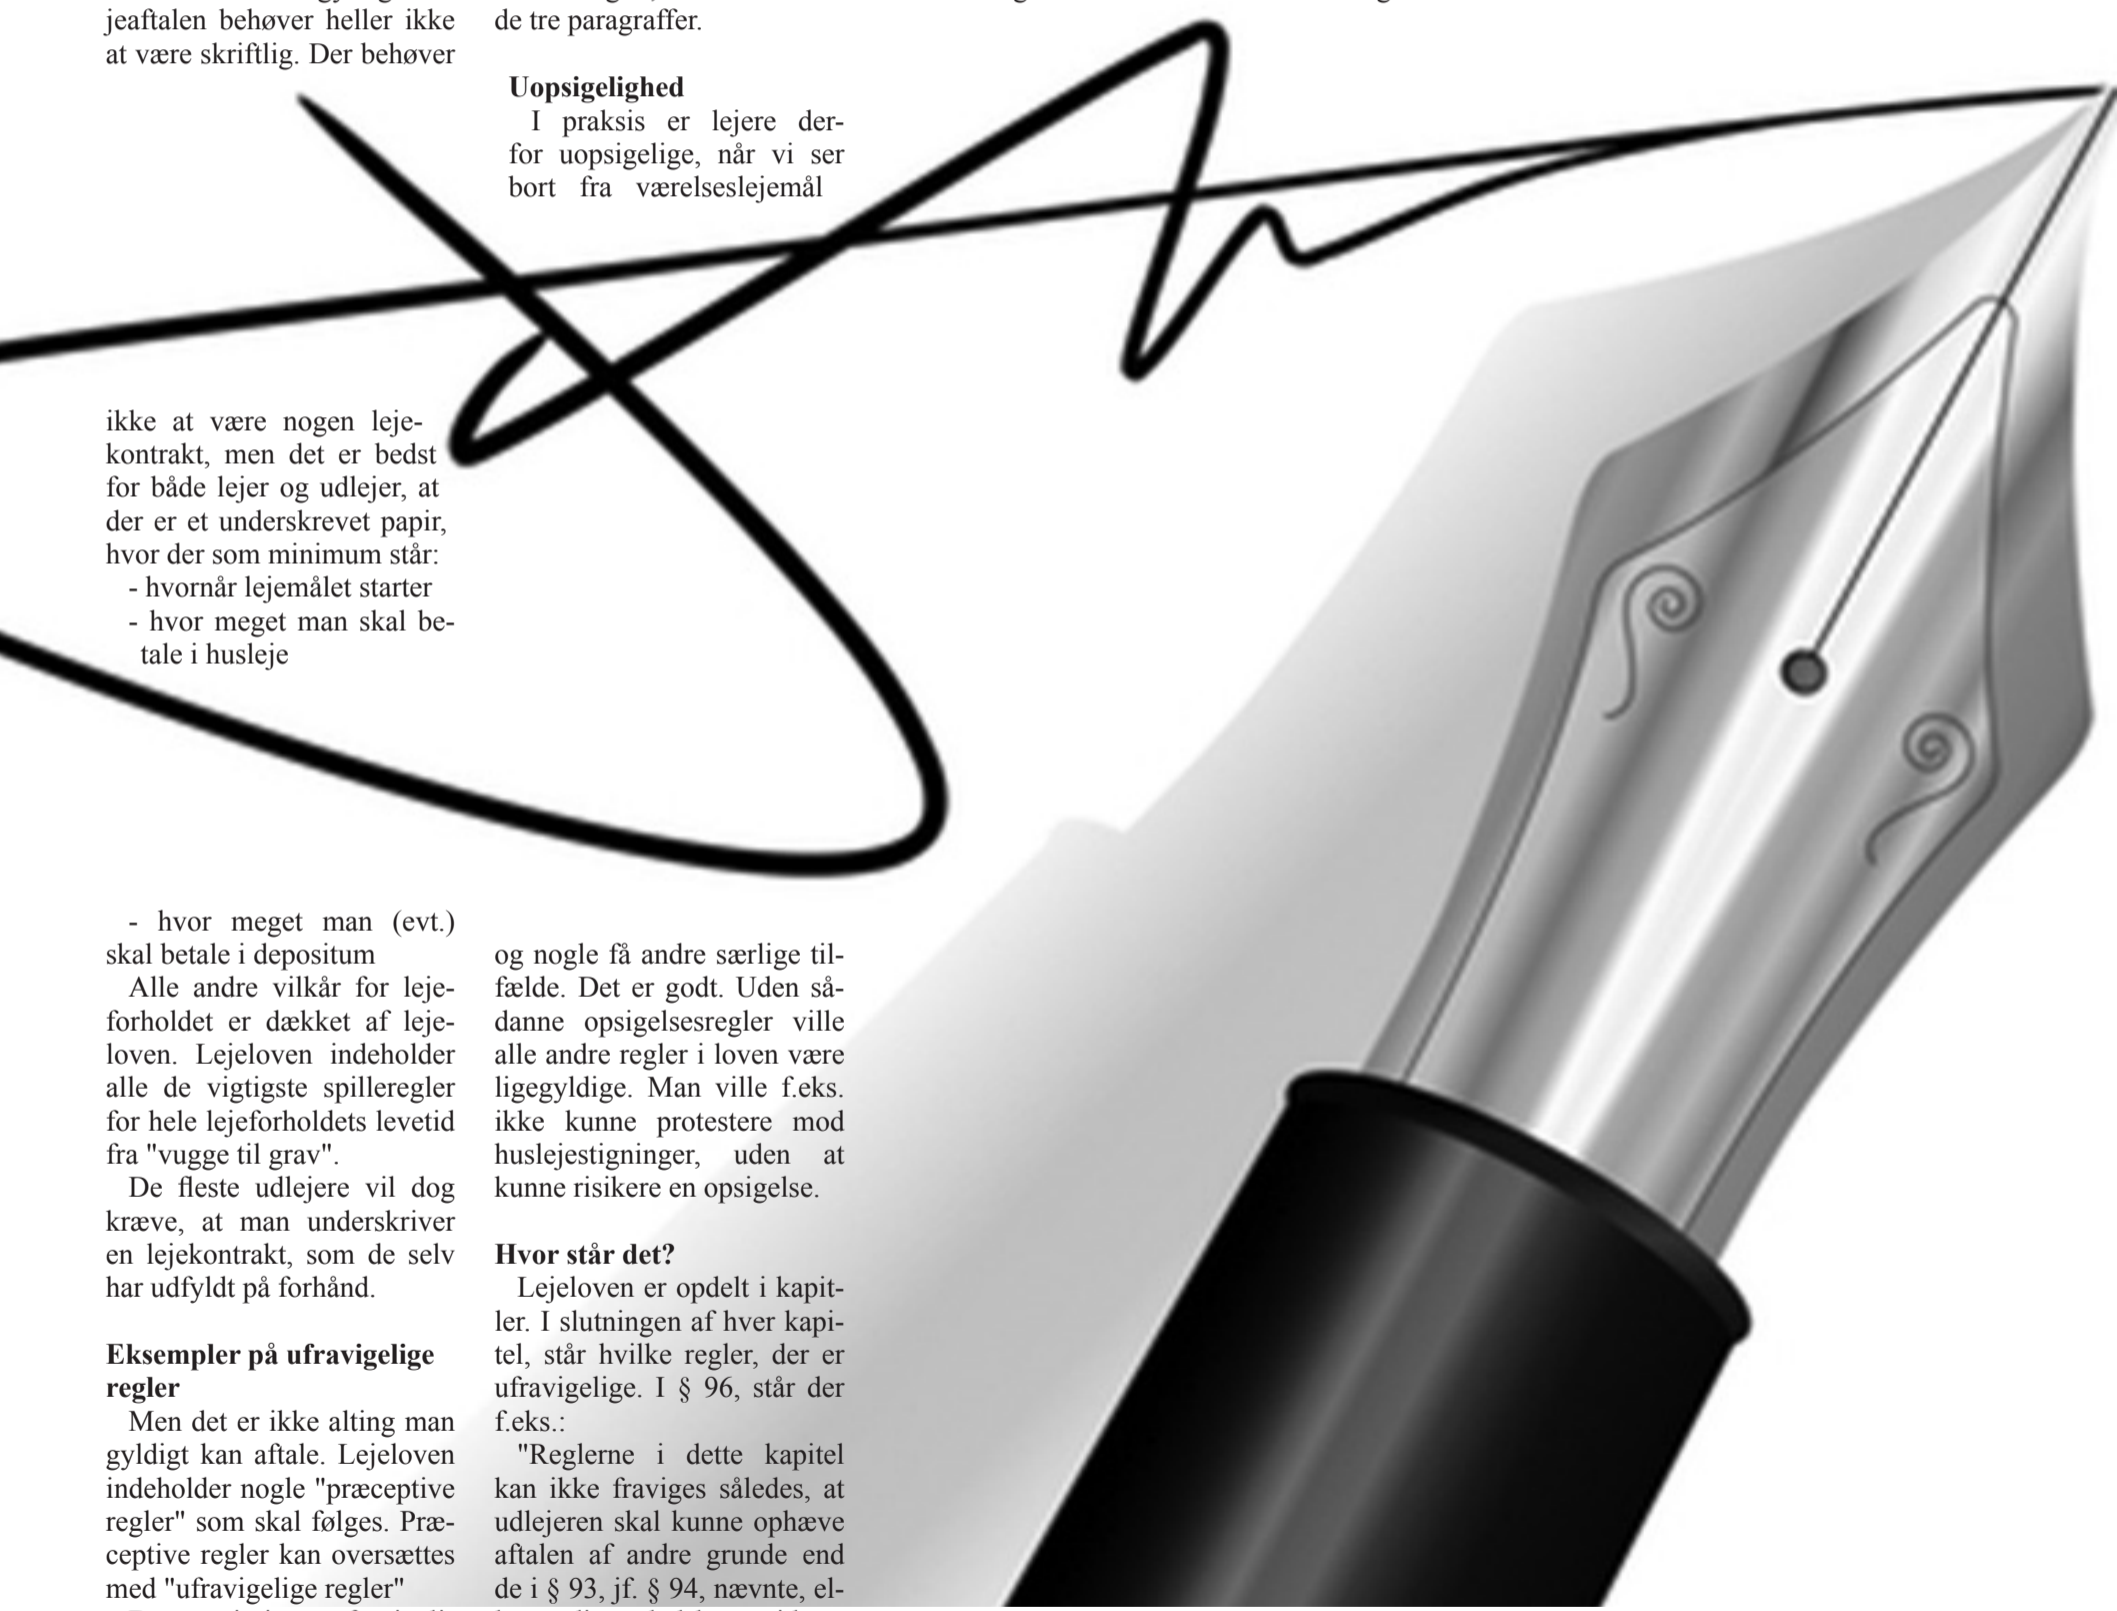 jeaftalen behøver heller ikke
at være skriftlig. Der behøver
ikke at være nogen leje-
kontrakt, men det er bedst
for både lejer og udlejer, at
der er et underskrevet papir,
hvor der som minimum står:
- hvornår lejemålet starter
- hvor meget man skal be-
tale i husleje
- hvor meget man (evt.)
skal betale i depositum
Alle andre vilkår for leje-
forholdet er dækket af leje-
loven. Lejeloven indeholder
alle de vigtigste spilleregler
for hele lejeforholdets levetid
fra "vugge til grav".
De fleste udlejere vil dog
kræve, at man underskriver
en lejekontrakt, som de selv
har udfyldt på forhånd.
Eksempler på ufravigelige
regler
Men det er ikke alting man
gyldigt kan aftale. Lejeloven
indeholder nogle "præceptive
regler" som skal følges. Præ-
ceptive regler kan oversættes
med "ufravigelige regler"
de tre paragraffer.
Uopsigelighed
I praksis er lejere der-
for uopsigelige, når vi ser
bort fra værelseslejemål
og nogle få andre særlige til-
fælde. Det er godt. Uden så-
danne opsigelsesregler ville
alle andre regler i loven være
ligegyldige. Man ville f.eks.
ikke kunne protestere mod
huslejestigninger, uden at
kunne risikere en opsigelse.
Hvor står det?
Lejeloven er opdelt i kapit-
ler. I slutningen af hver kapi-
tel, står hvilke regler, der er
ufravigelige. I § 96, står der
f.eks.:
"Reglerne i dette kapitel
kan ikke fraviges således, at
udlejeren skal kunne ophæve
aftalen af andre grunde end
de i § 93, jf. § 94, nævnte, el-